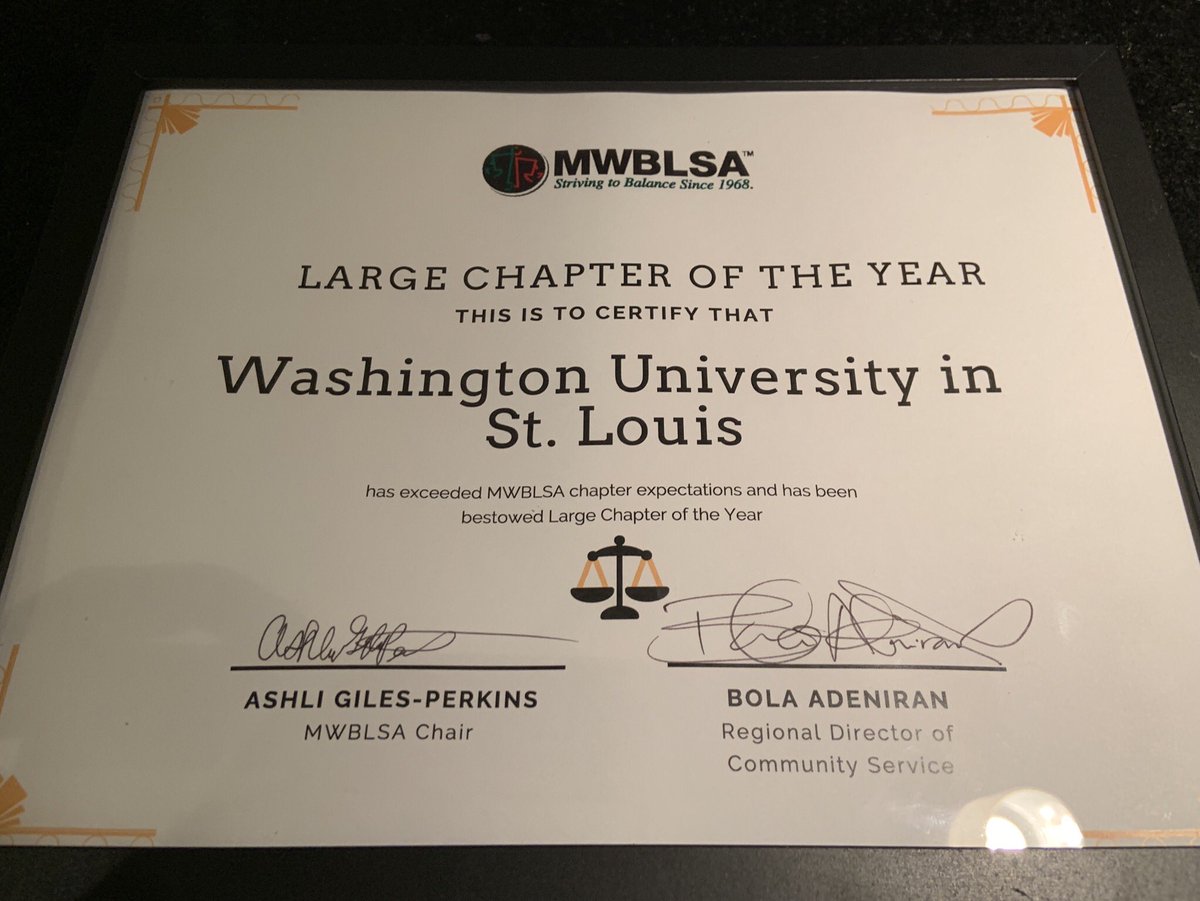 MWBLSA™
Striving to Balance Since 1968.
LARGE CHAPTER OF THE YEAR
THIS IS TO CERTIFY THAT
Washington University in
St. Louis
has exceeded MWBLSA chapter expectations and has been
bestowed Large Chapter of the Year
ASHLI GILES-PERKINS
MWBLSA Chair
BOLA ADENIRAN
Regional Director of
Community Service